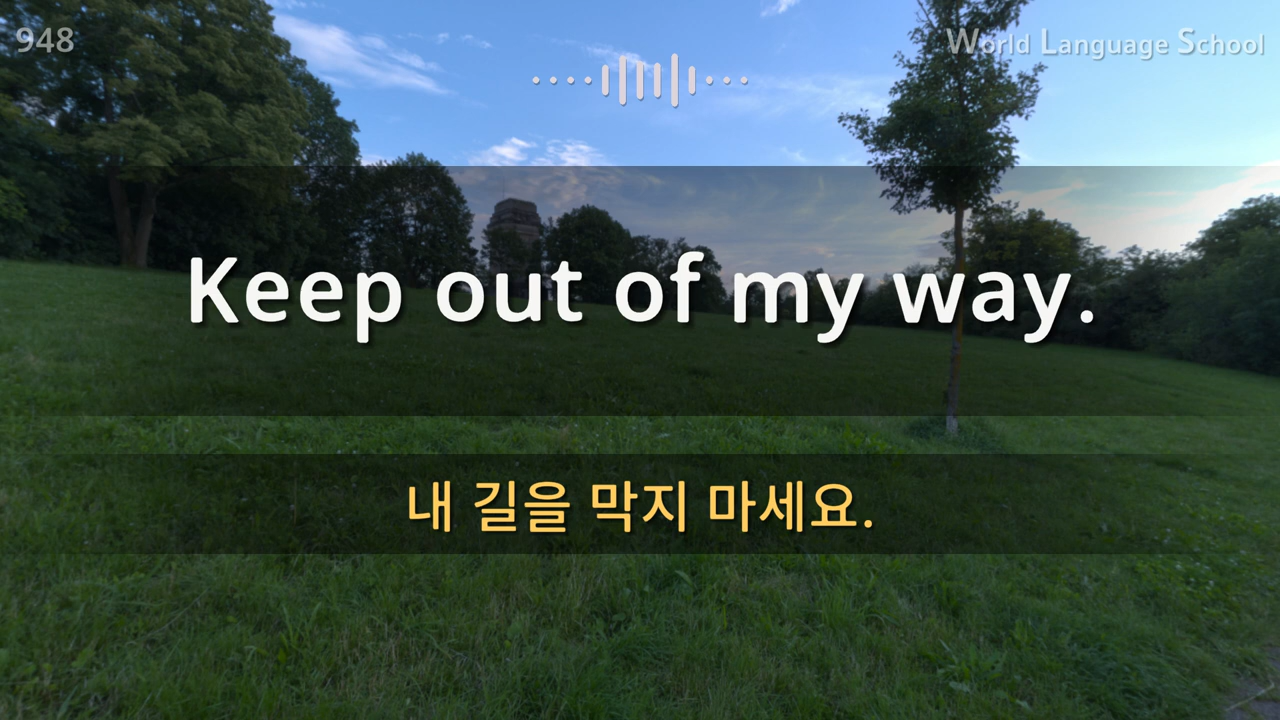 948
World Language School
Keep out of my way.
내 길을 막지 마세요.